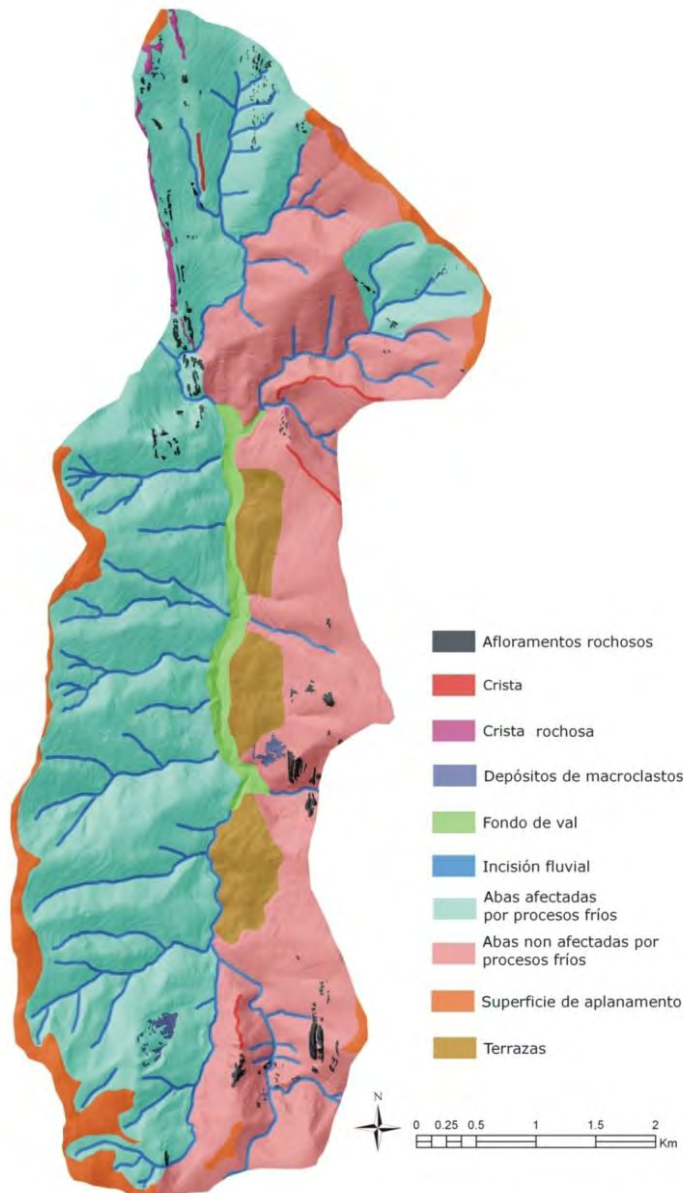 Afloramentos rochosos
Crista
Crista rochosa
Depósitos de macroclastos
Fondo de val
Incisión fluvial
Abas afectadas
por procesos fríos
Abas non afectadas por
procesos fríos
Superficie de aplanamento
Terrazas
N
0 0.25 0.5 1 1.5 2
Km